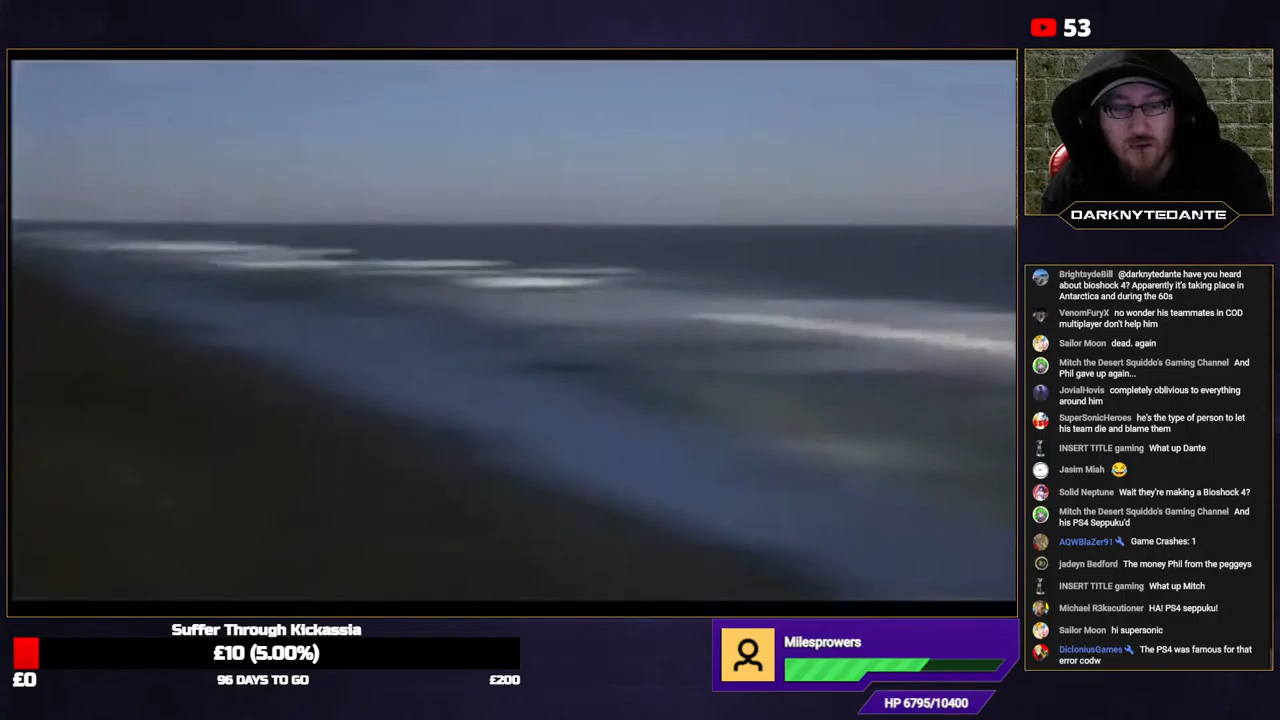 53
DARKNYTEDANTE
BrightsydeBill @darknytedante have you heard
about bioshock 4? Apparently it's taking place in
Antarctica and during the 60s
VenomFuryX no wonder his teammates in COD
multiplayer don't help him
Sailor Moon dead. again
Mitch the Desert Squiddo's Gaming Channel And
Phil gave up again...
JovialHovis completely oblivious to everything
around him
SuperSonicHeroes he's the type of person to let
his team die and blame them
INSERT TITLE gaming What up Dante
Jasim Miah 😂
Solid Neptune Wait they're making a Bioshock 4?
Mitch the Desert Squiddo's Gaming Channel And
his PS4 Seppuku'd
AQWBlaZer91 Game Crashes: 1
jadeyn Bedford The money Phil from the peggeys
INSERT TITLE gaming What up Mitch
Michael R3kacutioner HA! PS4 seppuku!
Sailor Moon hi supersonic
DicloniusGames The PS4 was famous for that
error codw
Suffer Through Kickassia
£10 (5.00%)
£0
96 DAYS TO GO
£200
Milesprowers
HP 6795/10400